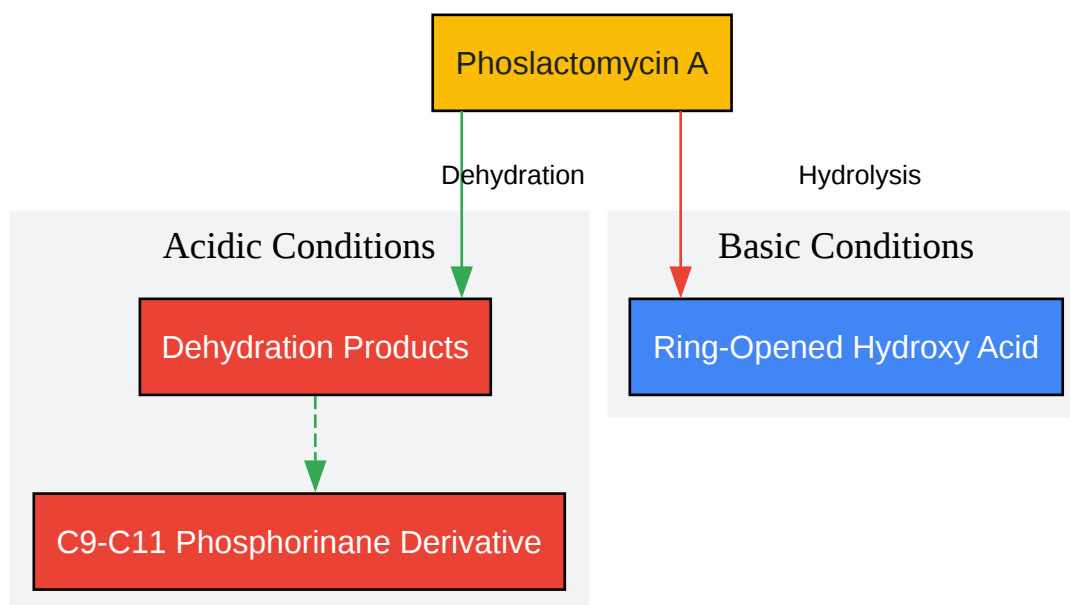 Phoslactomycin A
Dehydration
Hydrolysis
Acidic Conditions
Basic Conditions
Dehydration Products
Ring-Opened Hydroxy Acid
C9-C11 Phosphorinane Derivative